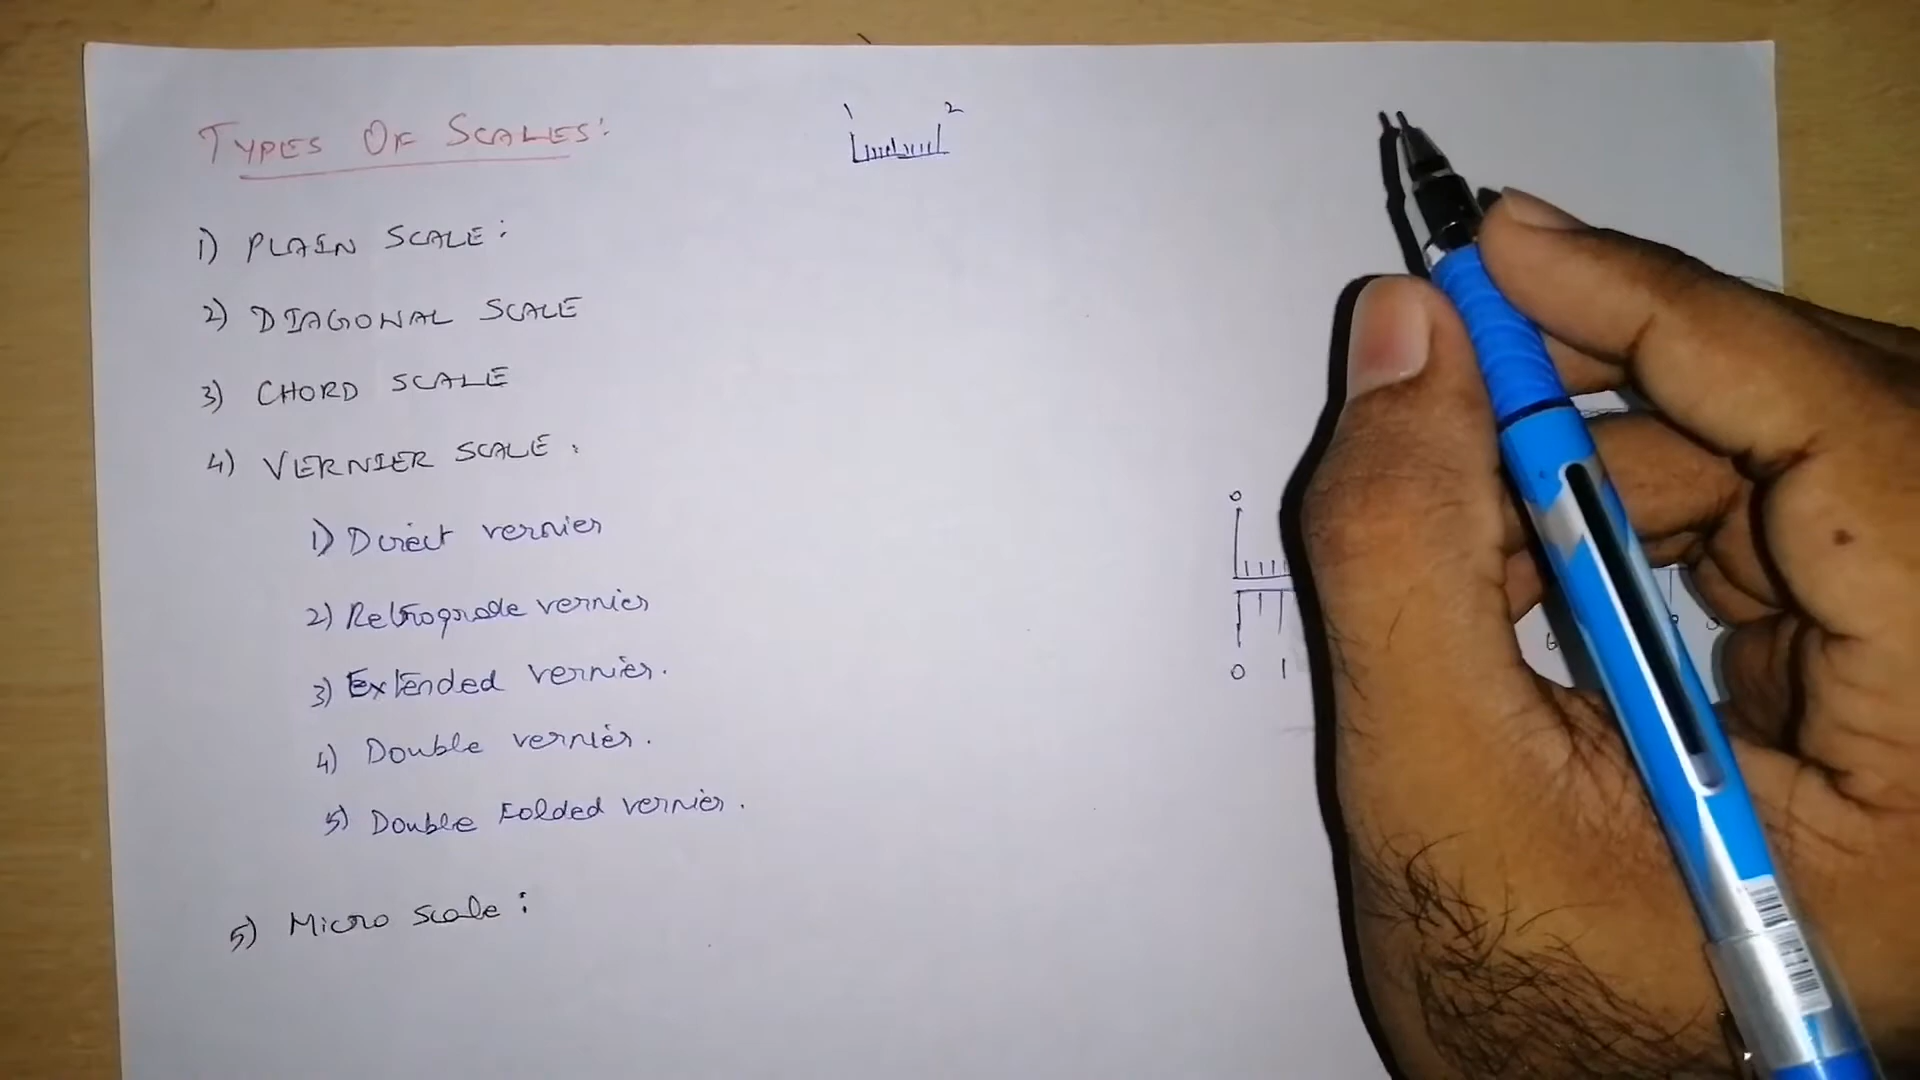 TYPES OF SCALES:
1 2
1) PLAIN SCALE:
2) DIAGONAL SCALE
3) CHORD SCALE
4) VERNIER SCALE:
1) Direct vernier
2) Retrograde vernier
3) Extended vernier.
4) Double vernier.
5) Double Folded vernier.
5) Micro scale:
0
0 1